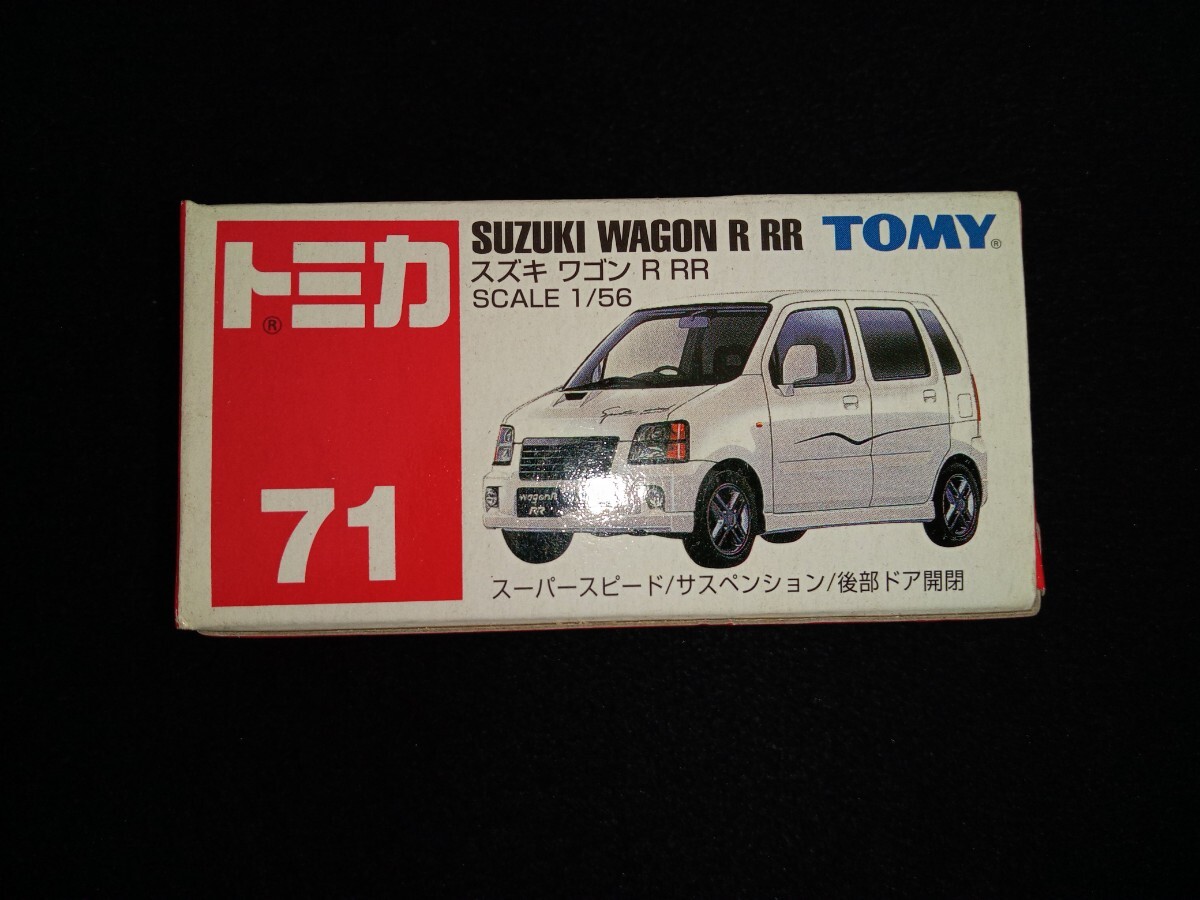 トミカ®
71
SUZUKI WAGON R RR
TOMY®
スズキ ワゴン R RR
SCALE 1/56
wagonR
RR
スーパースピード/サスペンション/後部ドア開閉